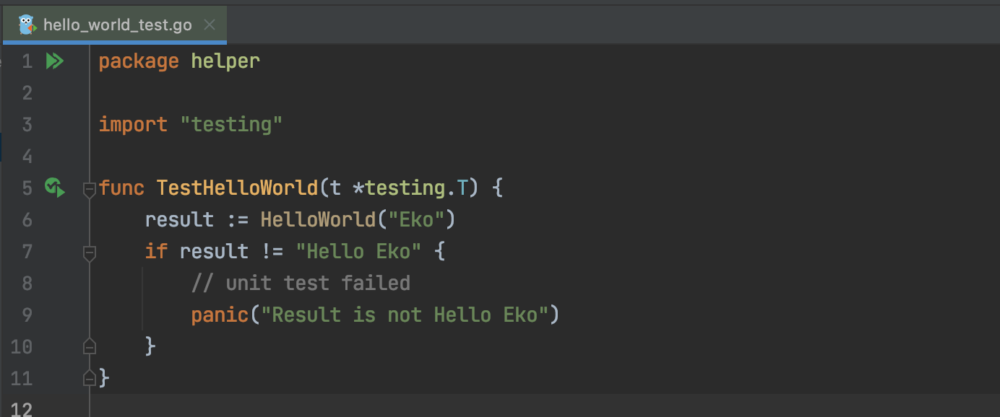 hello_world_test.go
1 package helper
2
3 import "testing"
4
5 func TestHelloWorld(t *testing.T) {
6     result := HelloWorld("Eko")
7     if result != "Hello Eko" {
8         // unit test failed
9         panic("Result is not Hello Eko")
10     }
11 }
12